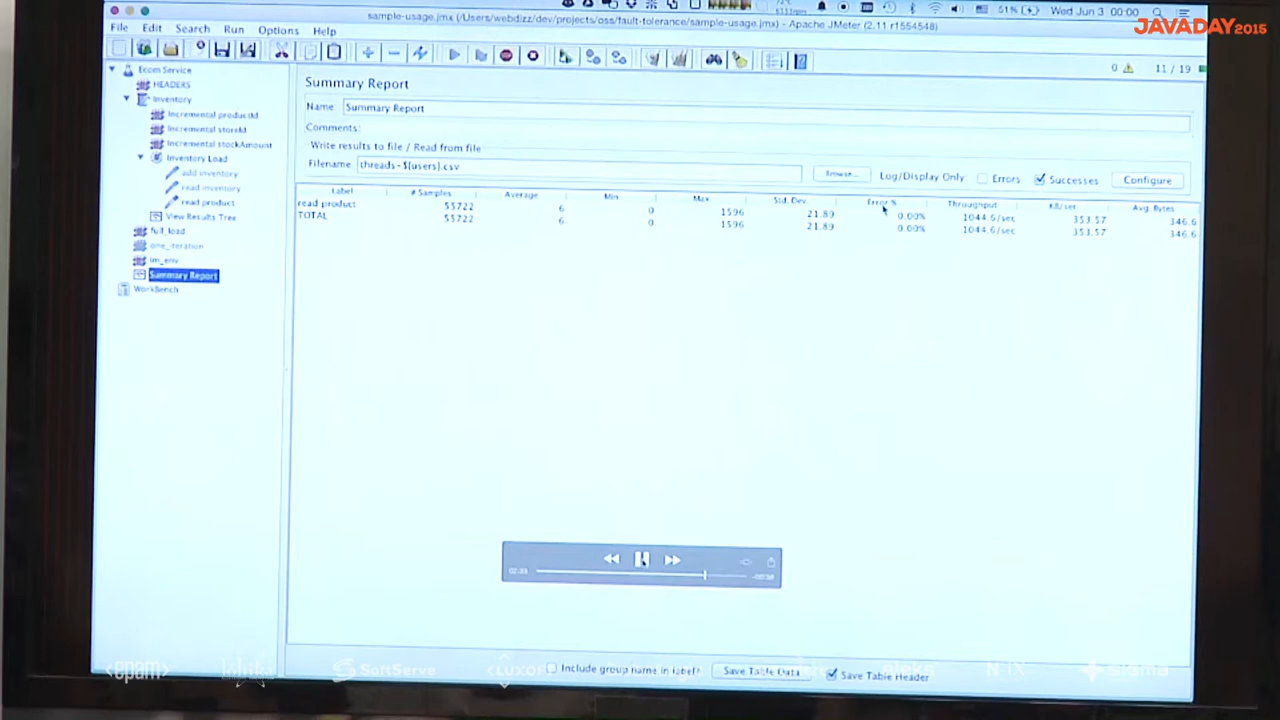 sample-usage.jmx (/Users/webdizz/dev/projects/oss/fault-tolerance/sample-usage.jmx) - Apache JMeter (2.11 r1554548)
51%
Wed Jun 3 00:00
JAVADAY2015
File Edit Search Run Options Help
0
11 / 19
Ecom Service
HEADERS
Inventory
Incremental productId
Incremental storeId
Incremental stockAmount
Inventory Load
add inventory
read inventory
read product
View Results Tree
full_load
one_iteration
lm_env
Summary Report
WorkBench
Summary Report
Name Summary Report
Comments:
Write results to file / Read from file
Filename threads-${users}.csv
Browse...
Log/Display Only
Errors
Successes
Configure
Label # Samples Average Min Max Std. Dev. Error % Throughput KB/sec Avg. Bytes
read product 55722 6 0 1596 21.89 0.00% 1044.6/sec 353.57 346.6
TOTAL 55722 6 0 1596 21.89 0.00% 1044.6/sec 353.57 346.6
Include group name in label?
Save Table Data
Save Table Header
<epam>
SoftServe